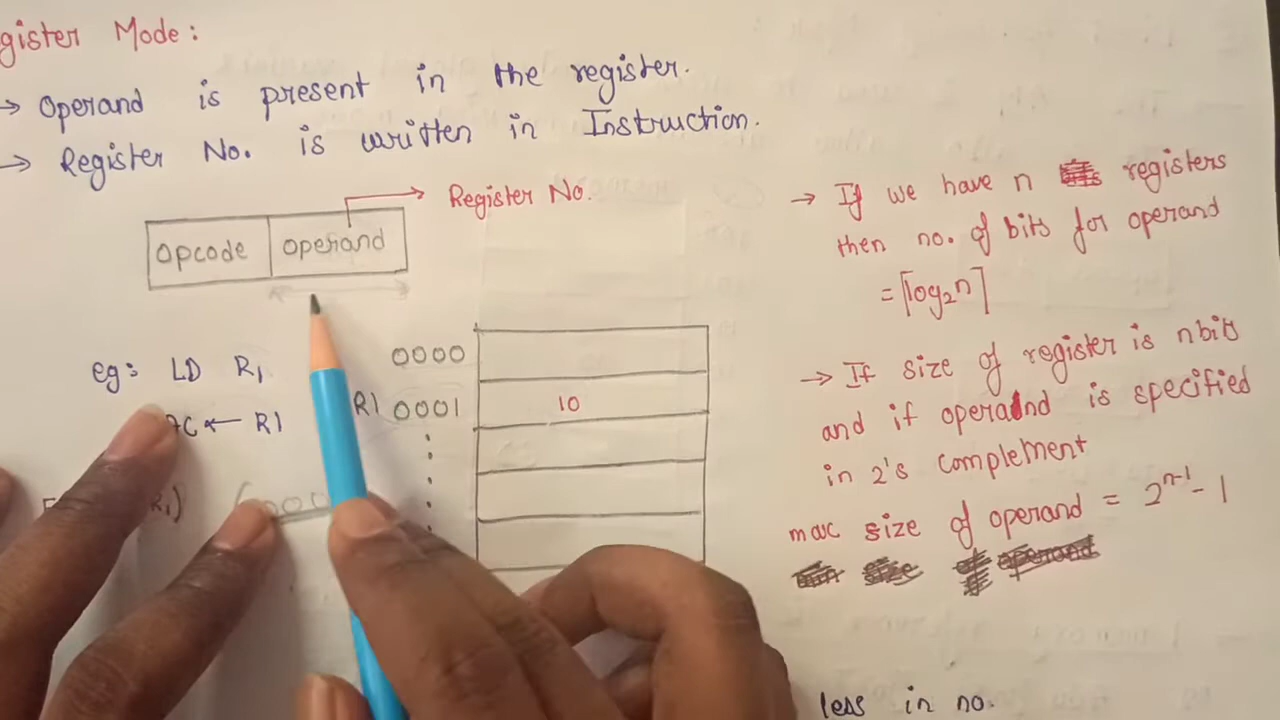 gister Mode:
→ Operand is present in the register.
→ Register No. is written in Instruction.
Register No.
opcode operand
eg: LD R1
AC ← R1
0000
R1 0001 10
→ If we have n registers
then no. of bits for operand
= ⌈log₂n⌉
→ If size of register is n bits
and if operand is specified
in 2's complement
max size of operand = 2ⁿ⁻¹ - 1
less in no.